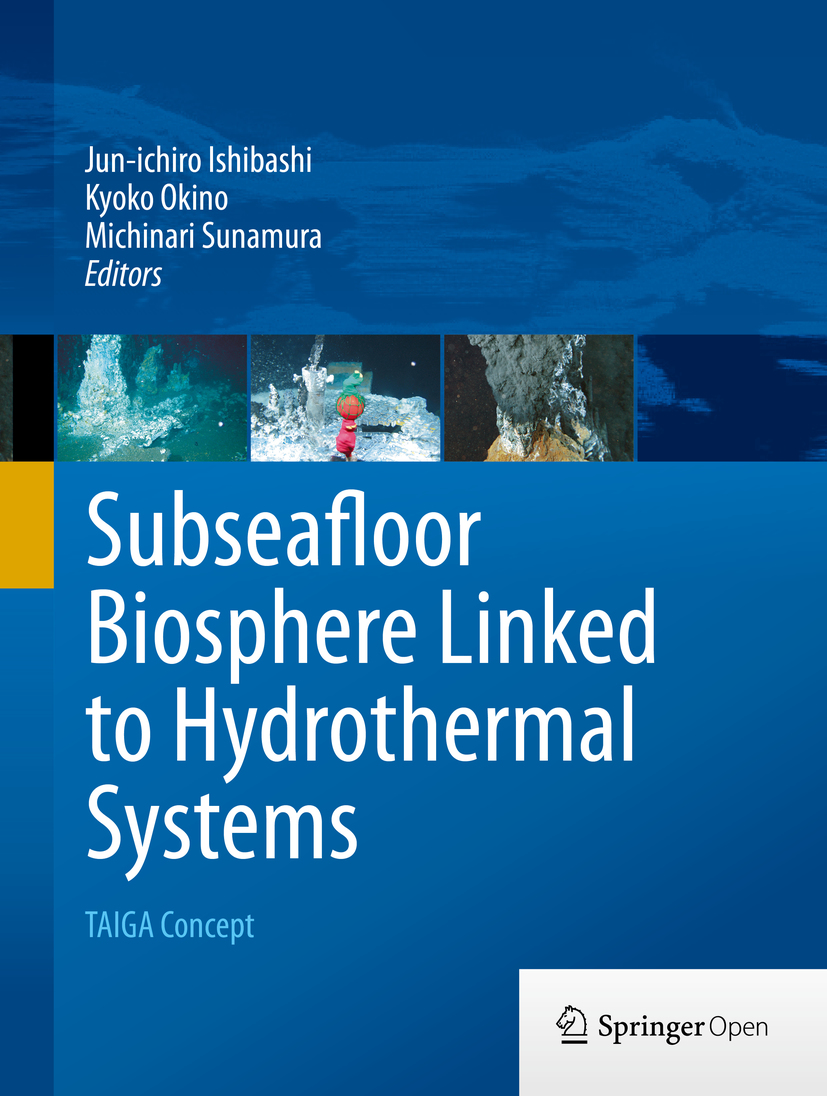 Jun-ichiro Ishibashi
Kyoko Okino
Michinari Sunamura
Editors
Subseafloor
Biosphere Linked
to Hydrothermal
Systems
TAIGA Concept
Springer Open